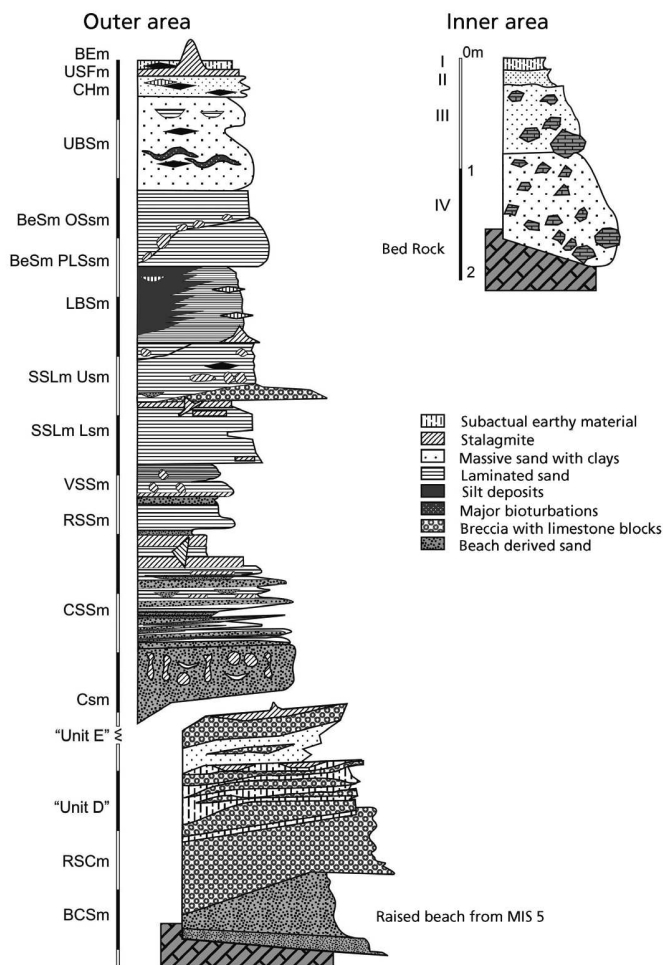 Outer area
BEm
USFm
CHm
UBSm
BeSm OSsm
BeSm PLSsm
LBSm
SSLm Usm
SSLm Lsm
VSSm
RSSm
CSSm
Csm
"Unit E"
"Unit D"
RSCm
BCSm
Raised beach from MIS 5
Inner area
0m
I
II
III
1
IV
Bed Rock
2
Subactual earthy material
Stalagmite
Massive sand with clays
Laminated sand
Silt deposits
Major bioturbations
Breccia with limestone blocks
Beach derived sand